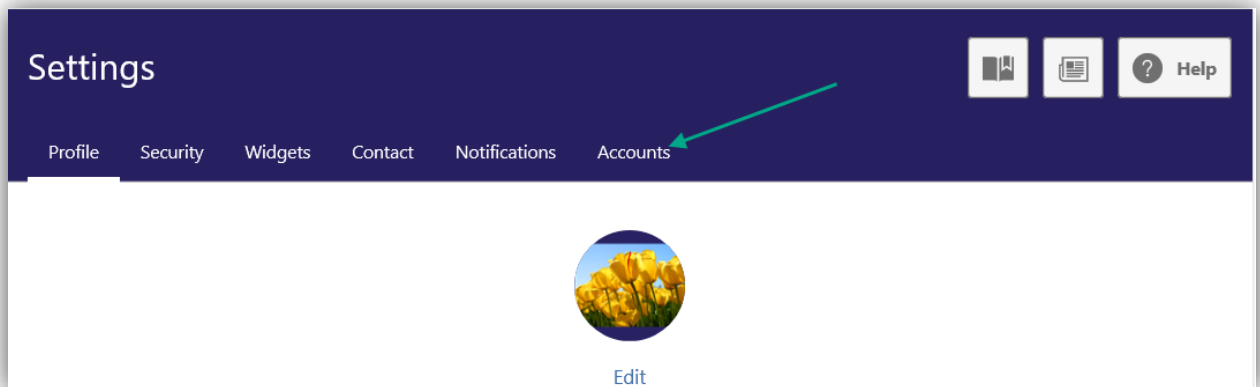 Settings
? Help
Profile Security Widgets Contact Notifications Accounts
Edit